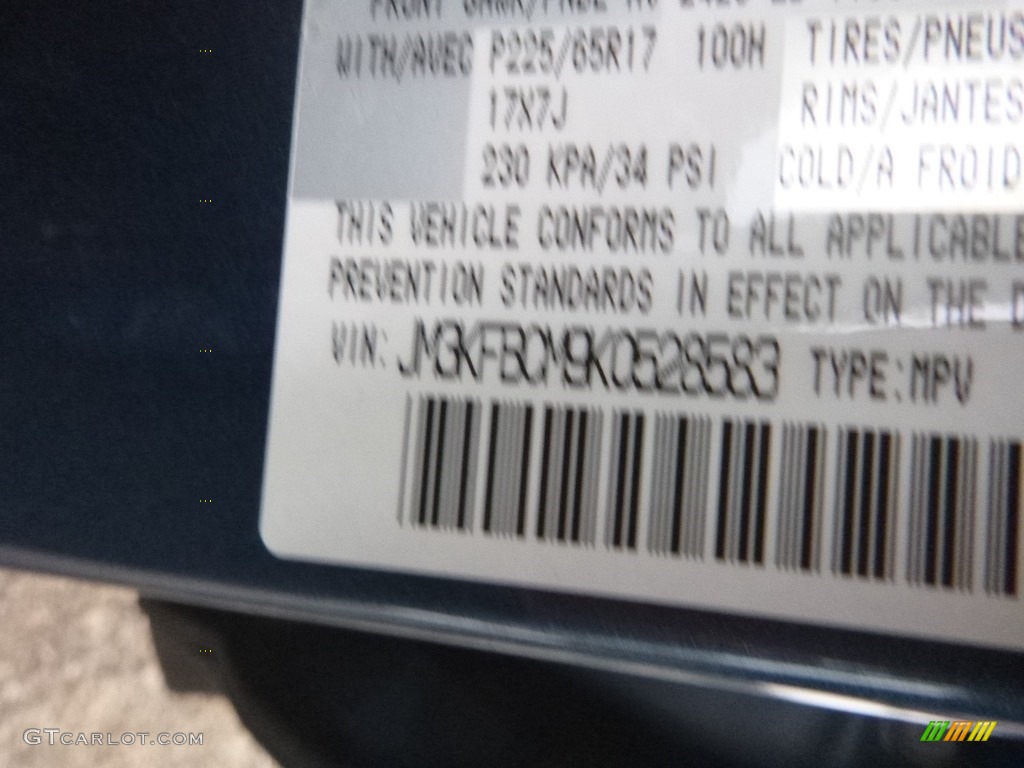 WITH/AVEC P225/65R17 100H TIRES/PNEUS
17X7J RIMS/JANTES
230 KPA/34 PSI COLD/A FROID
THIS VEHICLE CONFORMS TO ALL APPLICABLE
PREVENTION STANDARDS IN EFFECT ON THE D
VIN: JM3KFBCM9K0528583 TYPE:MPV
GTCARLOT.COM